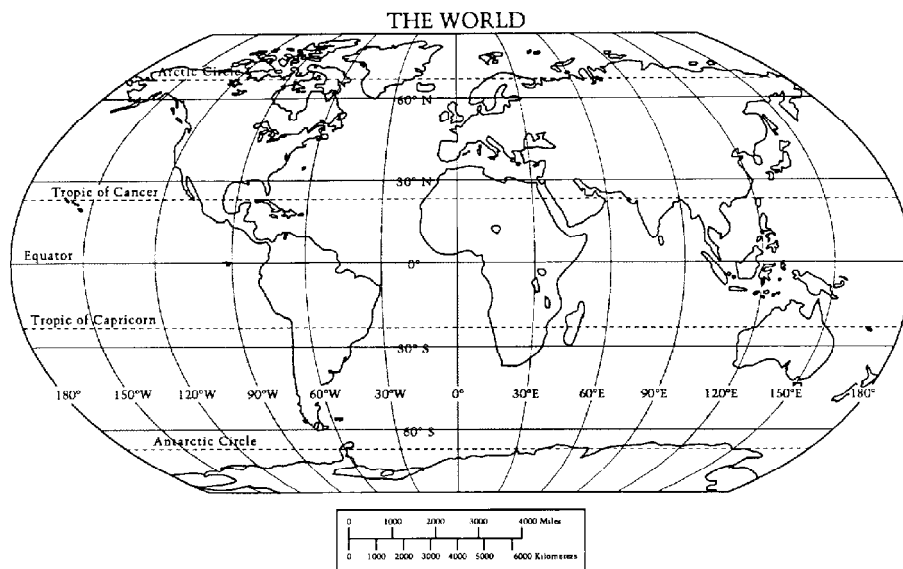 THE WORLD
Arctic Circle
60° N
30° N
Tropic of Cancer
Equator
0°
Tropic of Capricorn
30° S
180° 150°W 120°W 90°W 60°W 30°W 0° 30°E 60°E 90°E 120°E 150°E 180°
60° S
Antarctic Circle
0 1000 2000 3000 4000 Miles
0 1000 2000 3000 4000 5000 6000 Kilometers